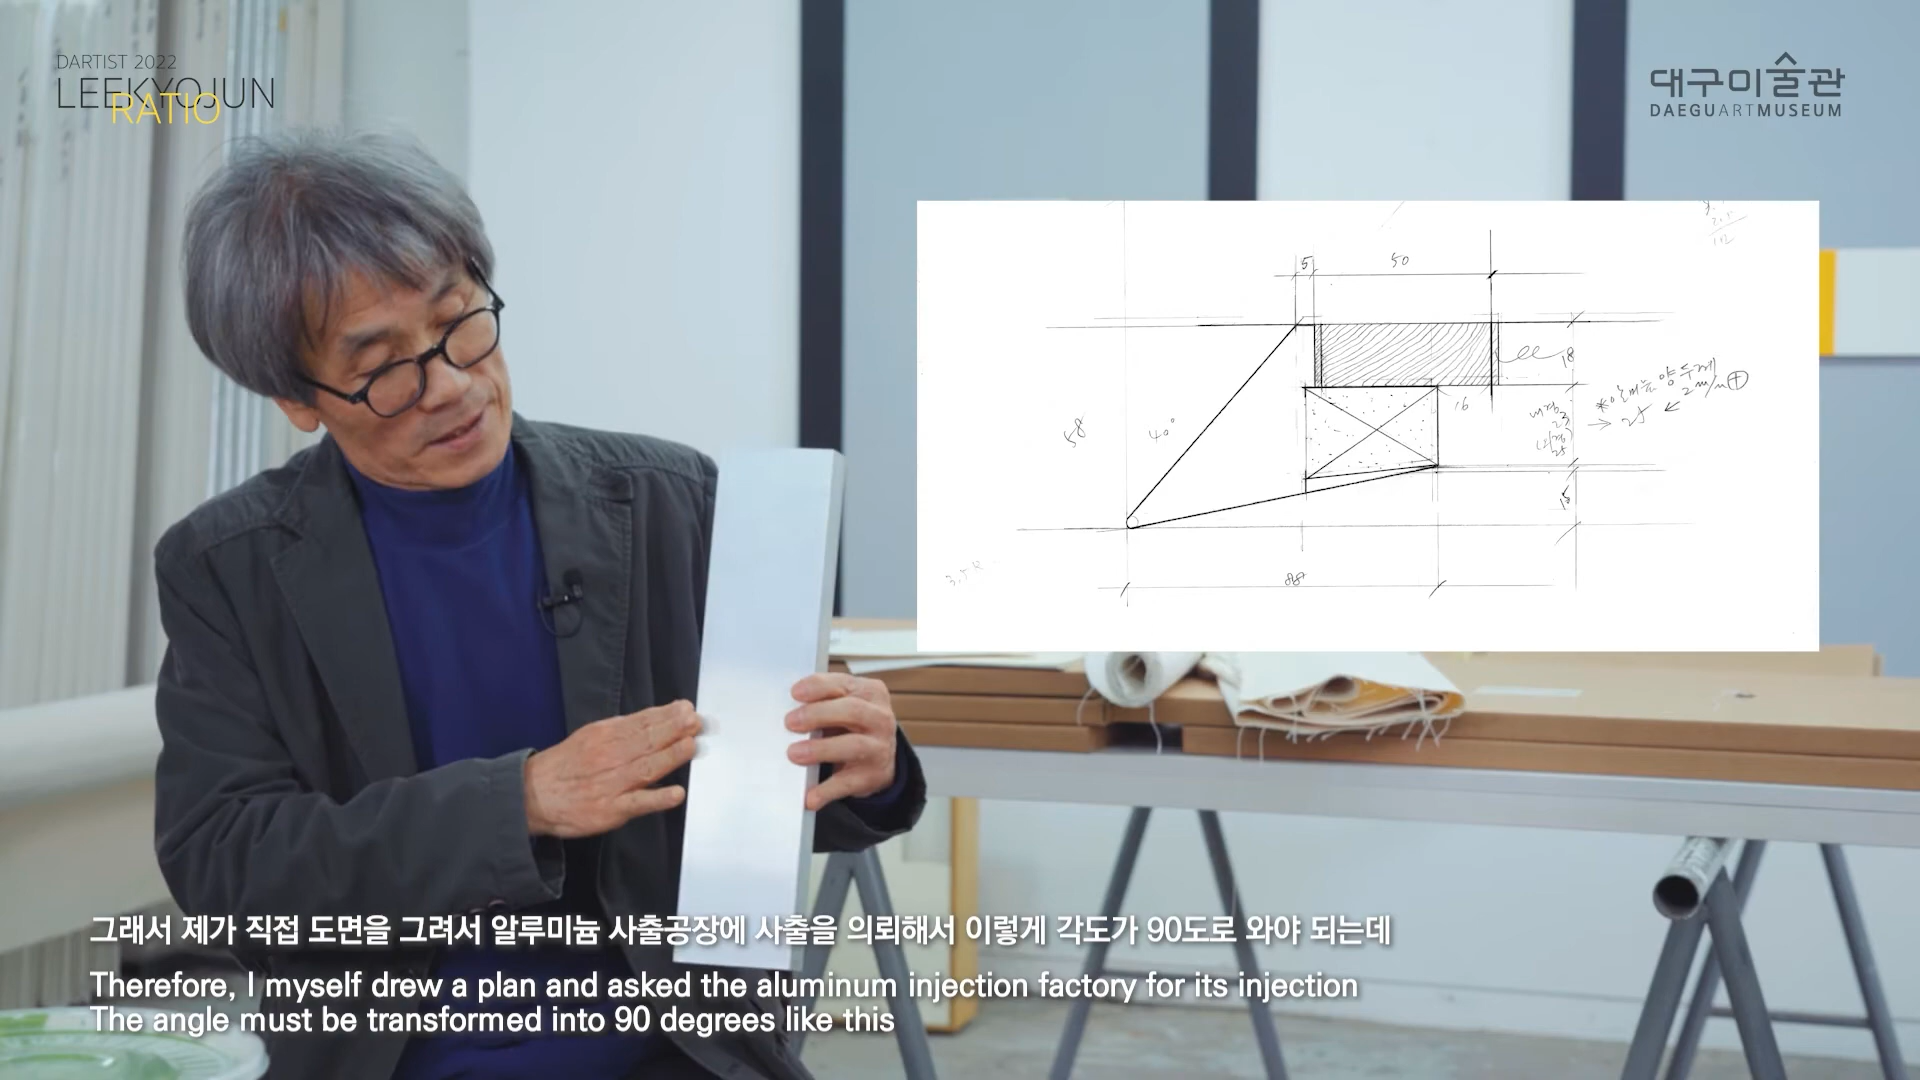 DARTIST 2022
LEEKYOJUN
RATIO
대구미술관
DAEGUARTMUSEUM
5
50
18
16
58
40°
15
88
그래서 제가 직접 도면을 그려서 알루미늄 사출공장에 사출을 의뢰해서 이렇게 각도가 90도로 와야 되는데
Therefore, I myself drew a plan and asked the aluminum injection factory for its injection
The angle must be transformed into 90 degrees like this